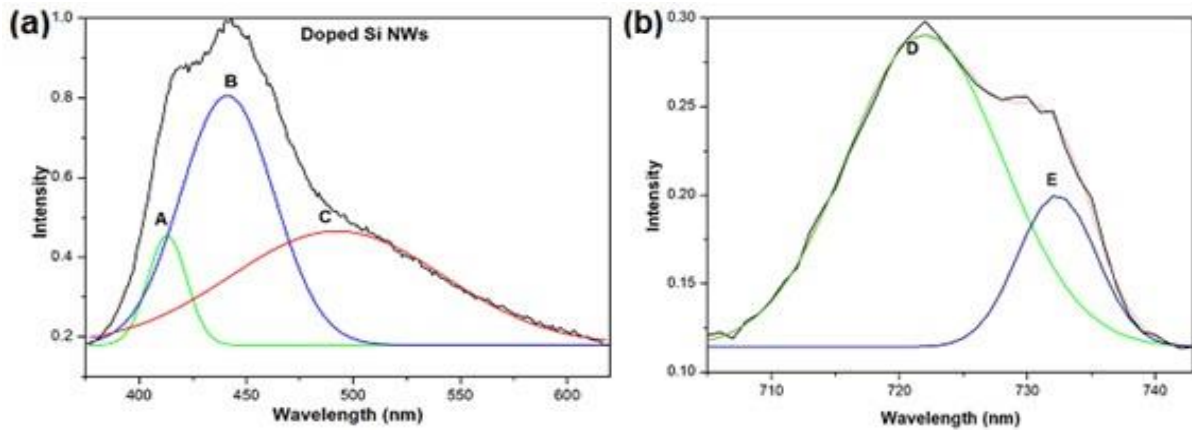 (a)
Doped Si NWs
1.0
0.8
0.6
0.4
0.2
Intensity
A
B
C
400 450 500 550 600
Wavelength (nm)
(b)
0.30
0.25
0.20
0.15
0.10
Intensity
D
E
710 720 730 740
Wavelength (nm)